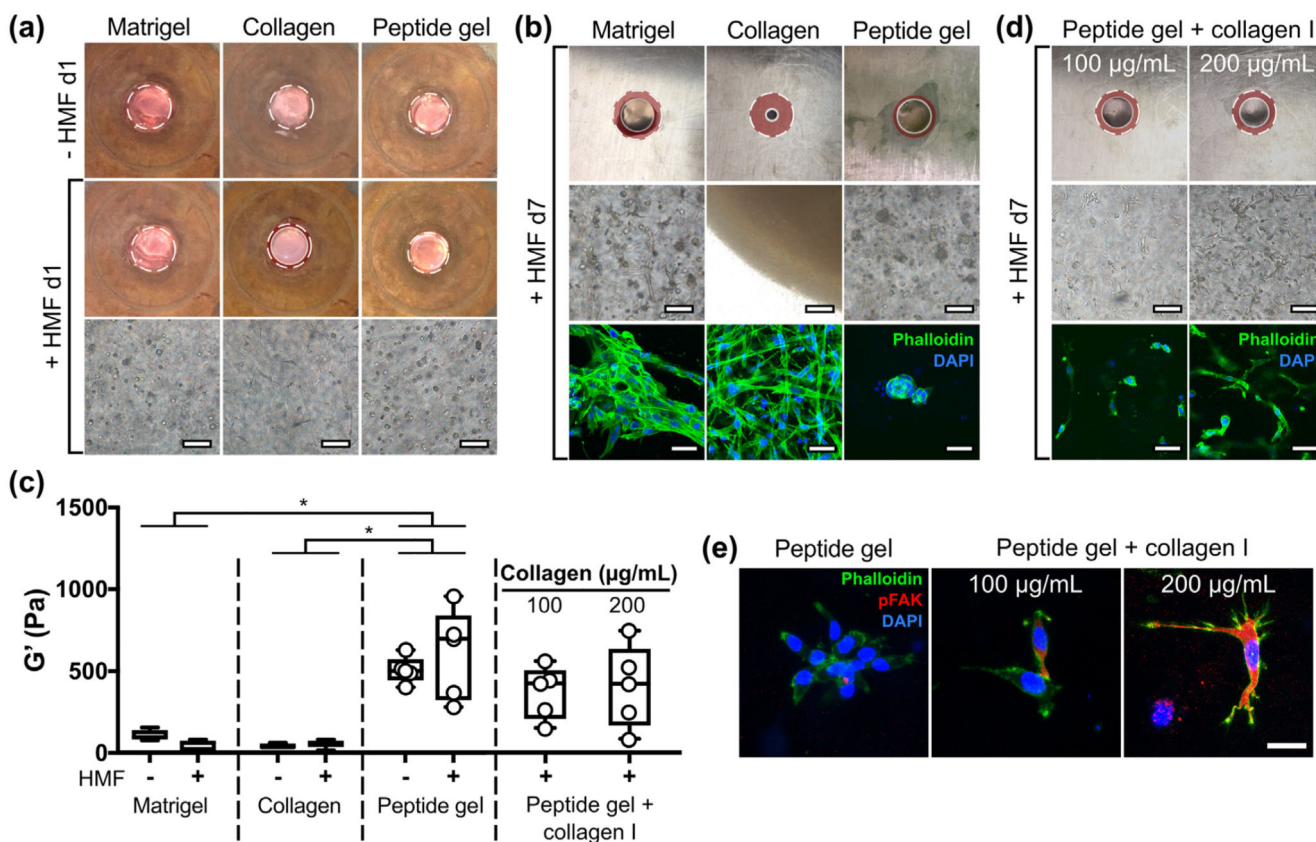 (a)
Matrigel Collagen Peptide gel
- HMF d1
+ HMF d1
(b)
Matrigel Collagen Peptide gel
+ HMF d7
Phalloidin
DAPI
(d)
Peptide gel + collagen I
100 µg/mL 200 µg/mL
+ HMF d7
Phalloidin
DAPI
Phalloidin
DAP
(c)
G' (Pa)
1500
1000
500
0
*
*
Collagen (µg/mL)
100 200
HMF - + - + - + + +
Matrigel Collagen Peptide gel Peptide gel +
collagen I
(e)
Peptide gel Peptide gel + collagen I
Phalloidin
pFAK
DAPI
100 µg/mL 200 µg/mL